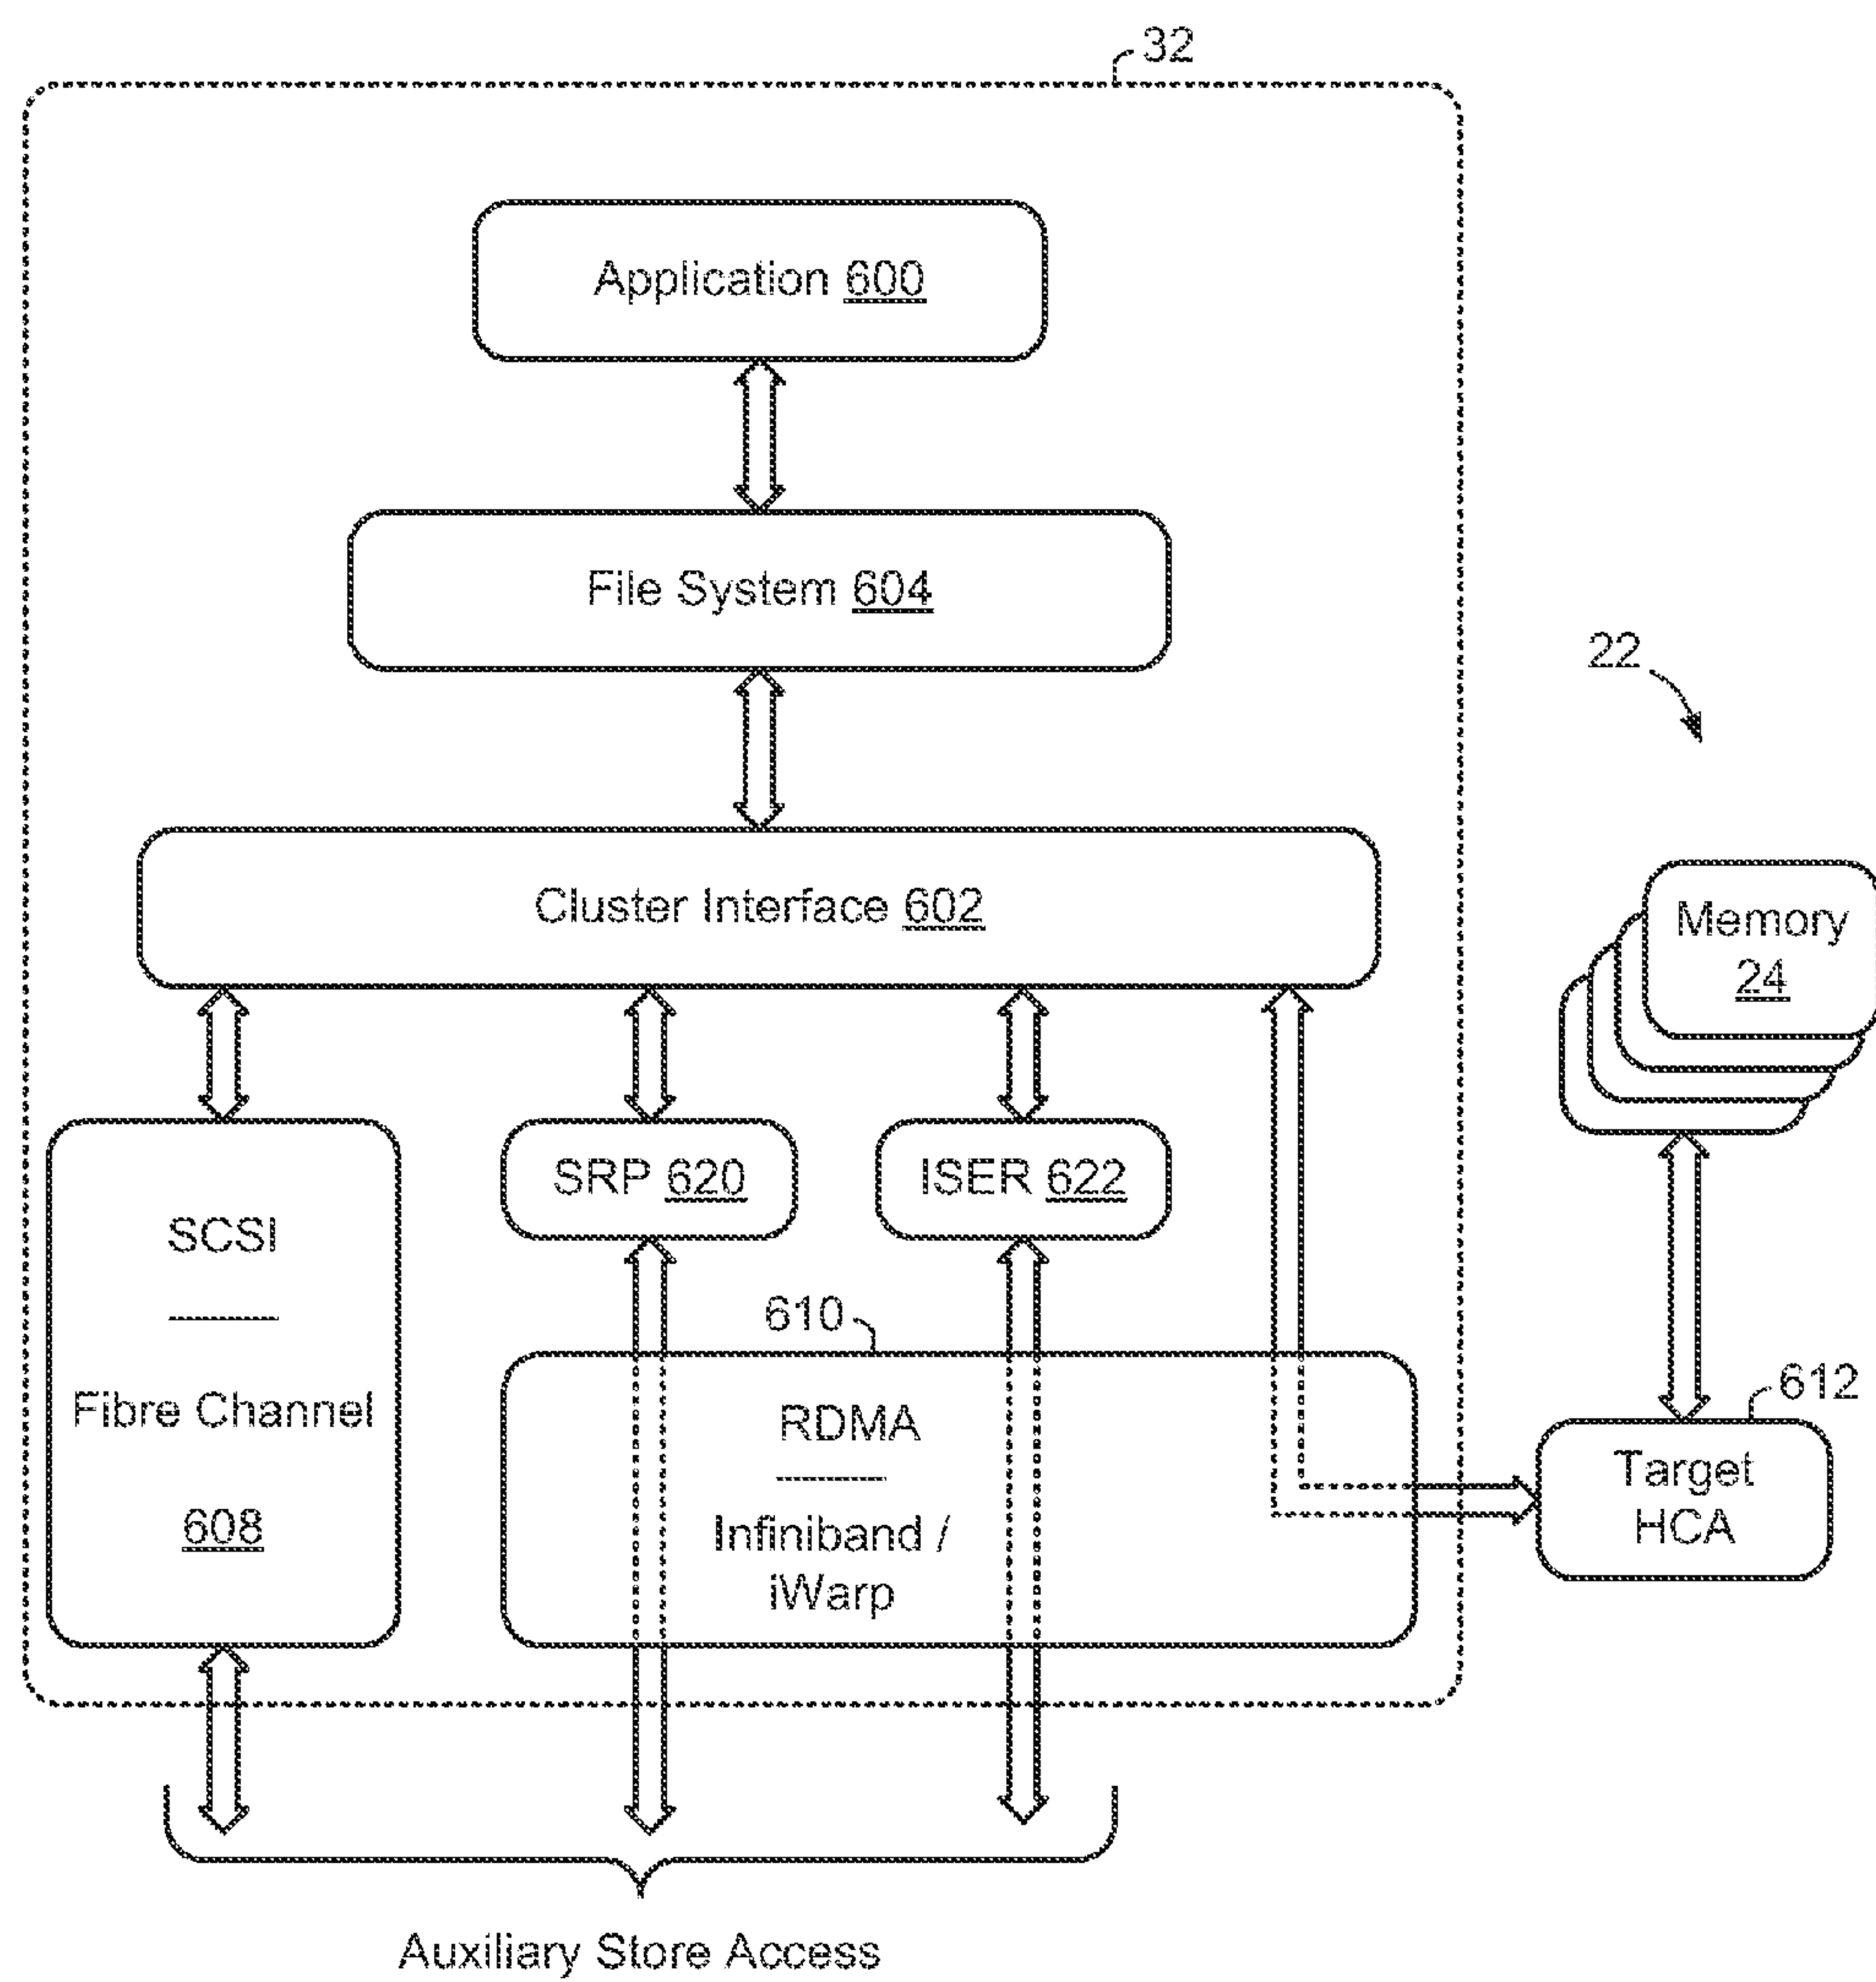 32
Application 600
File System 604
22
Cluster Interface 602
Memory
24
SCSI
Fibre Channel
608
SRP 620
ISER 622
610
RDMA
Infiniband /
iWarp
612
Target
HCA
Auxiliary Store Access